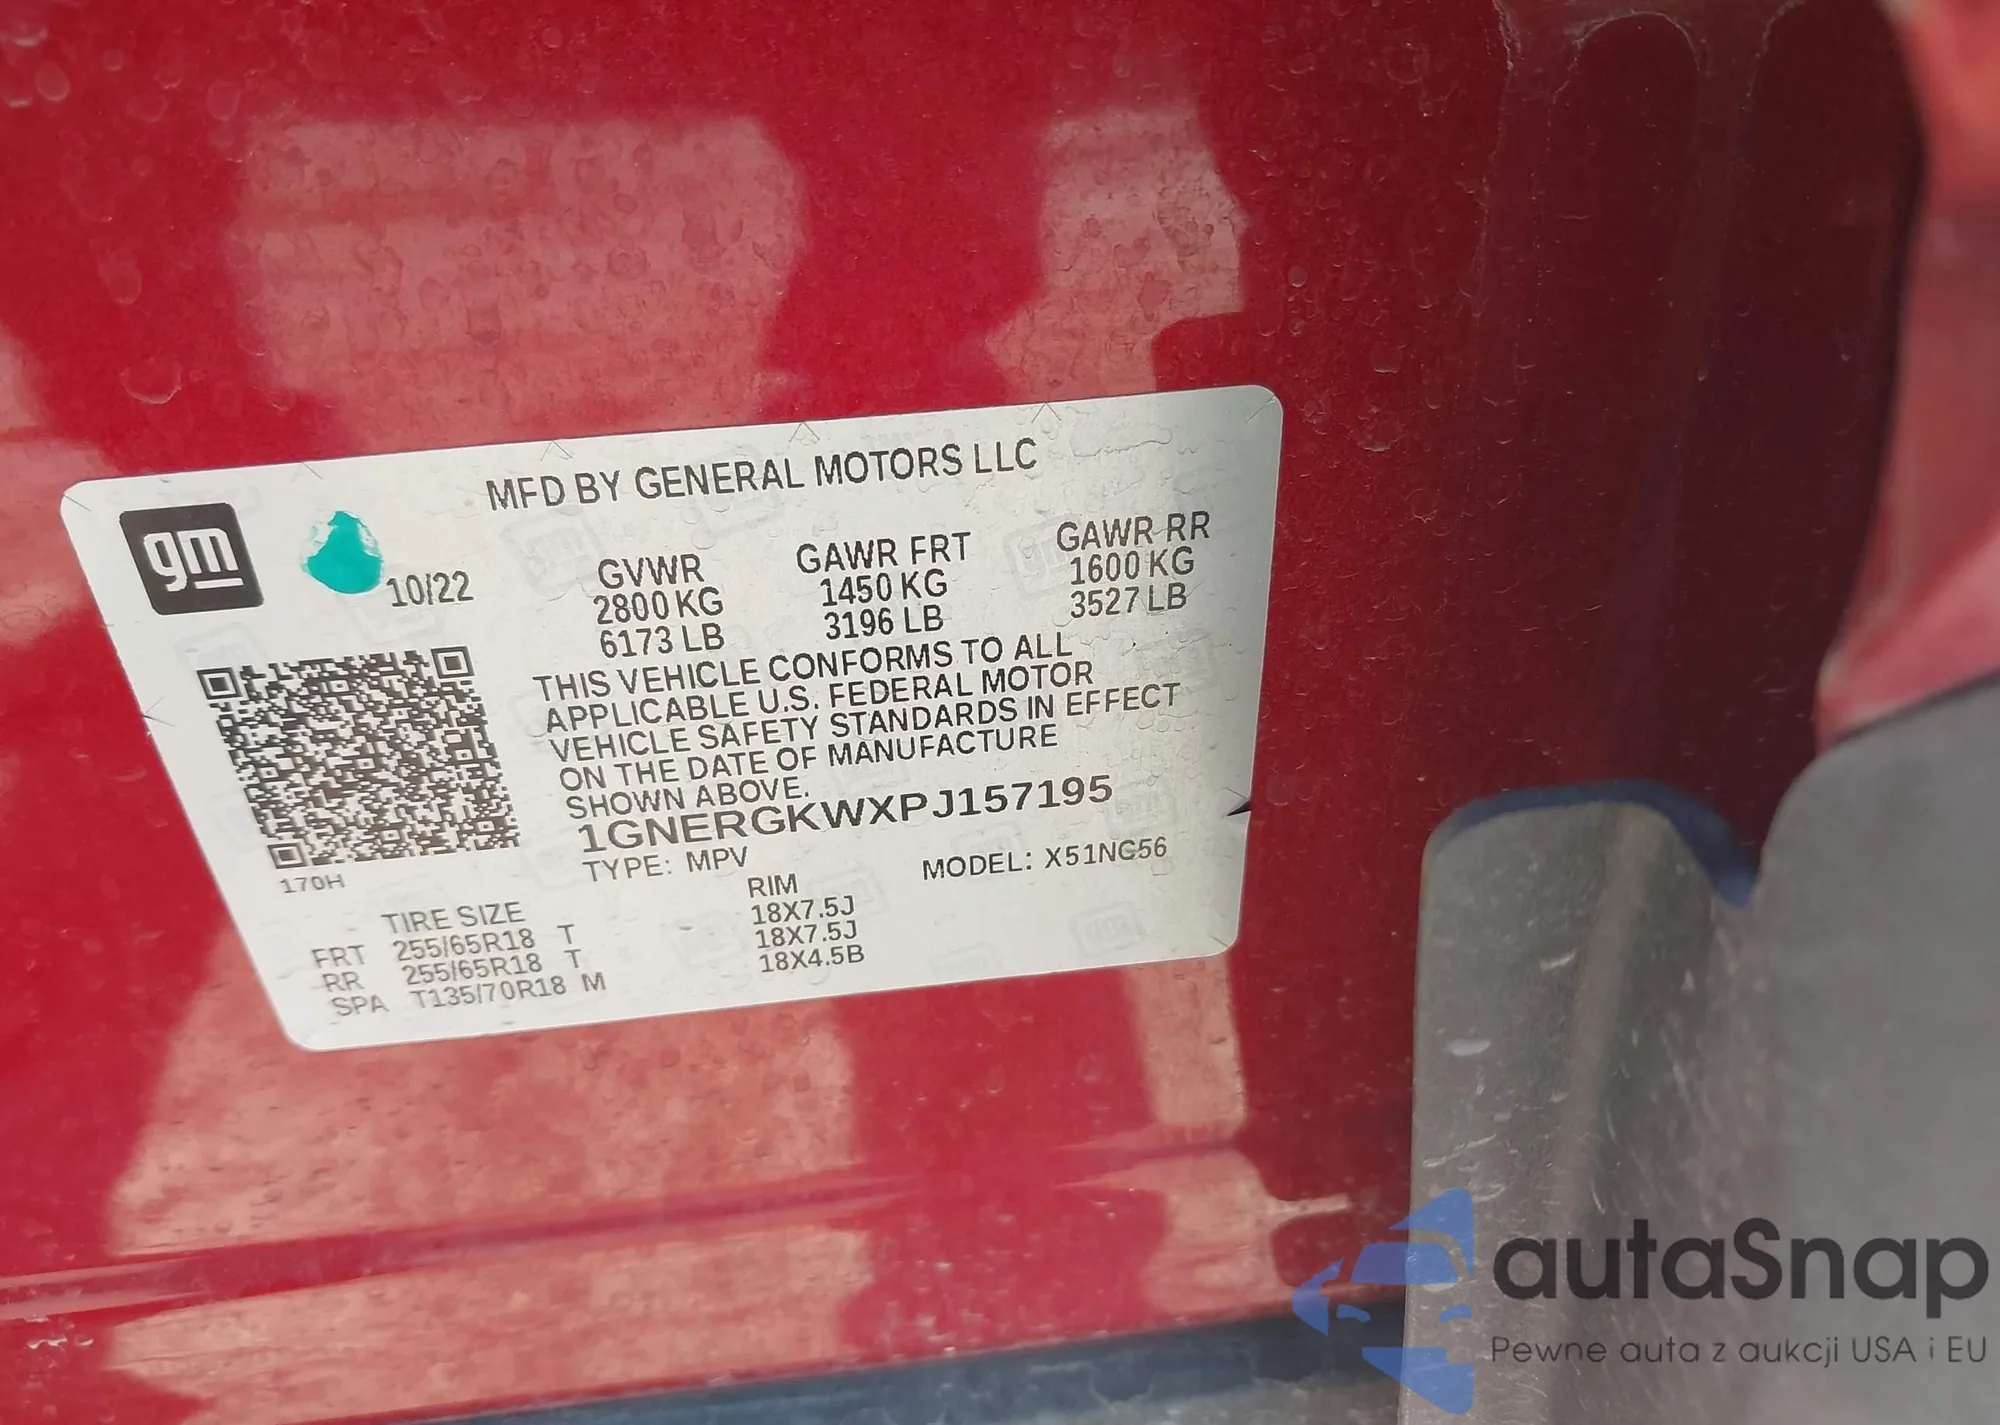 MFD BY GENERAL MOTORS LLC
gm
10/22
GVWR GAWR FRT GAWR RR
2800 KG 1450 KG 1600 KG
6173 LB 3196 LB 3527 LB
THIS VEHICLE CONFORMS TO ALL
APPLICABLE U.S. FEDERAL MOTOR
VEHICLE SAFETY STANDARDS IN EFFECT
ON THE DATE OF MANUFACTURE
SHOWN ABOVE.
1GNERGKWXPJ157195
TYPE: MPV MODEL: X51NC56
170H
TIRE SIZE RIM
FRT 255/65R18 T 18X7.5J
RR 255/65R18 T 18X7.5J
SPA T135/70R18 M 18X4.5B
autaSnap
Pewne auta z aukcji USA i EU